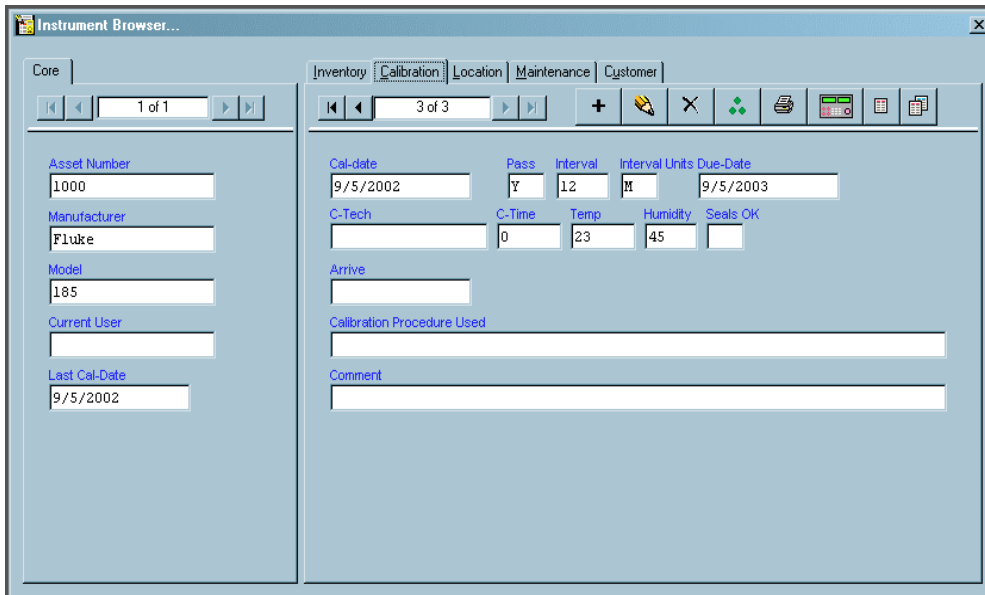 Instrument Browser...
Core
Inventory Calibration Location Maintenance Customer
1 of 1
3 of 3
Asset Number
1000
Manufacturer
Fluke
Model
185
Current User
Last Cal-Date
9/5/2002
Cal-date Pass Interval Interval Units Due-Date
9/5/2002 Y 12 M 9/5/2003
C-Tech C-Time Temp Humidity Seals OK
0 23 45
Arrive
Calibration Procedure Used
Comment